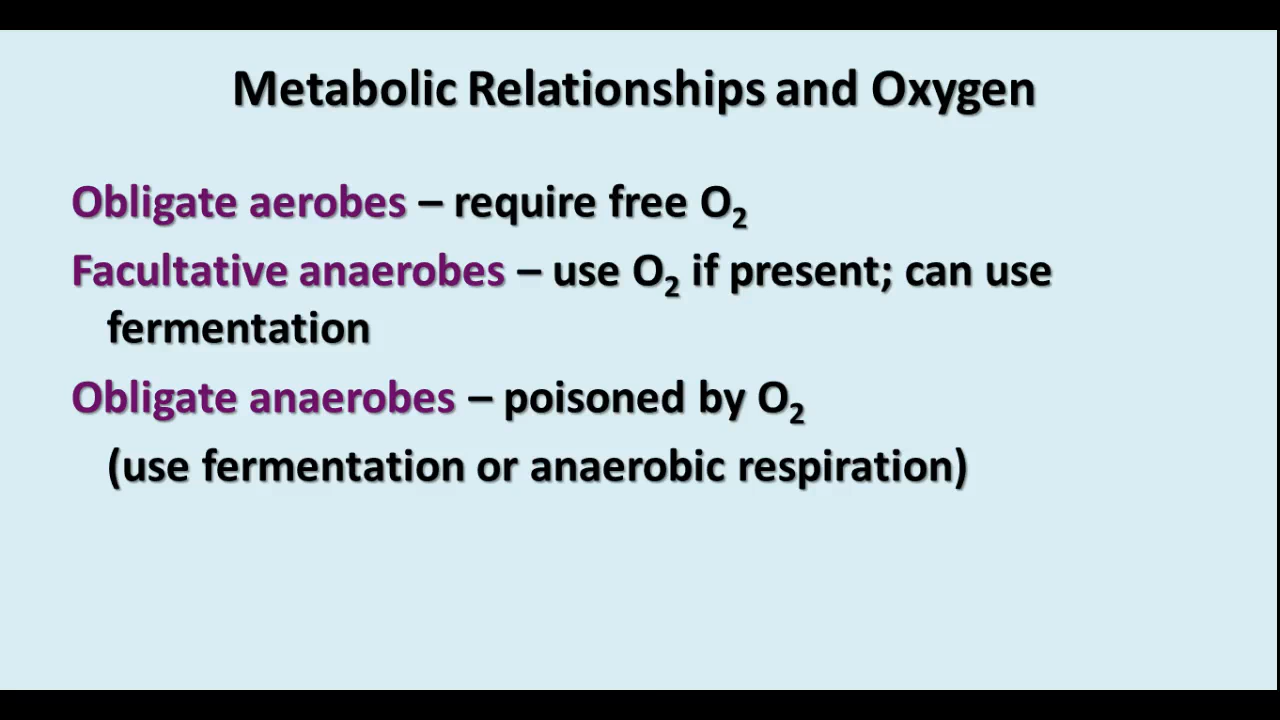 Metabolic Relationships and Oxygen
Obligate aerobes – require free O₂
Facultative anaerobes – use O₂ if present; can use
fermentation
Obligate anaerobes – poisoned by O₂
(use fermentation or anaerobic respiration)